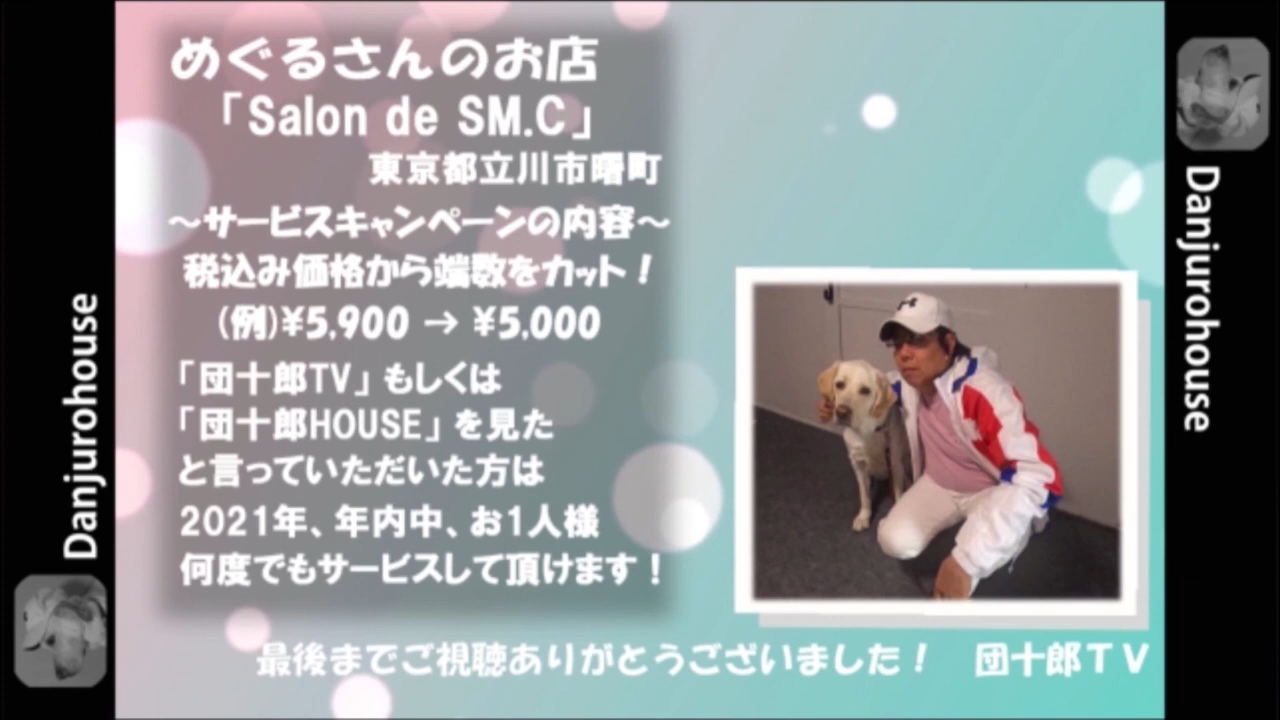 めぐるさんのお店
「Salon de SM.C」
東京都立川市曙町
～サービスキャンペーンの内容～
税込み価格から端数をカット！
(例)¥5,900 → ¥5,000
「団十郎TV」もしくは
「団十郎HOUSE」を見た
と言っていただいた方は
2021年、年内中、お1人様
何度でもサービスして頂けます！
最後までご視聴ありがとうございました！ 団十郎TV
Danjurohouse
Danjurohouse